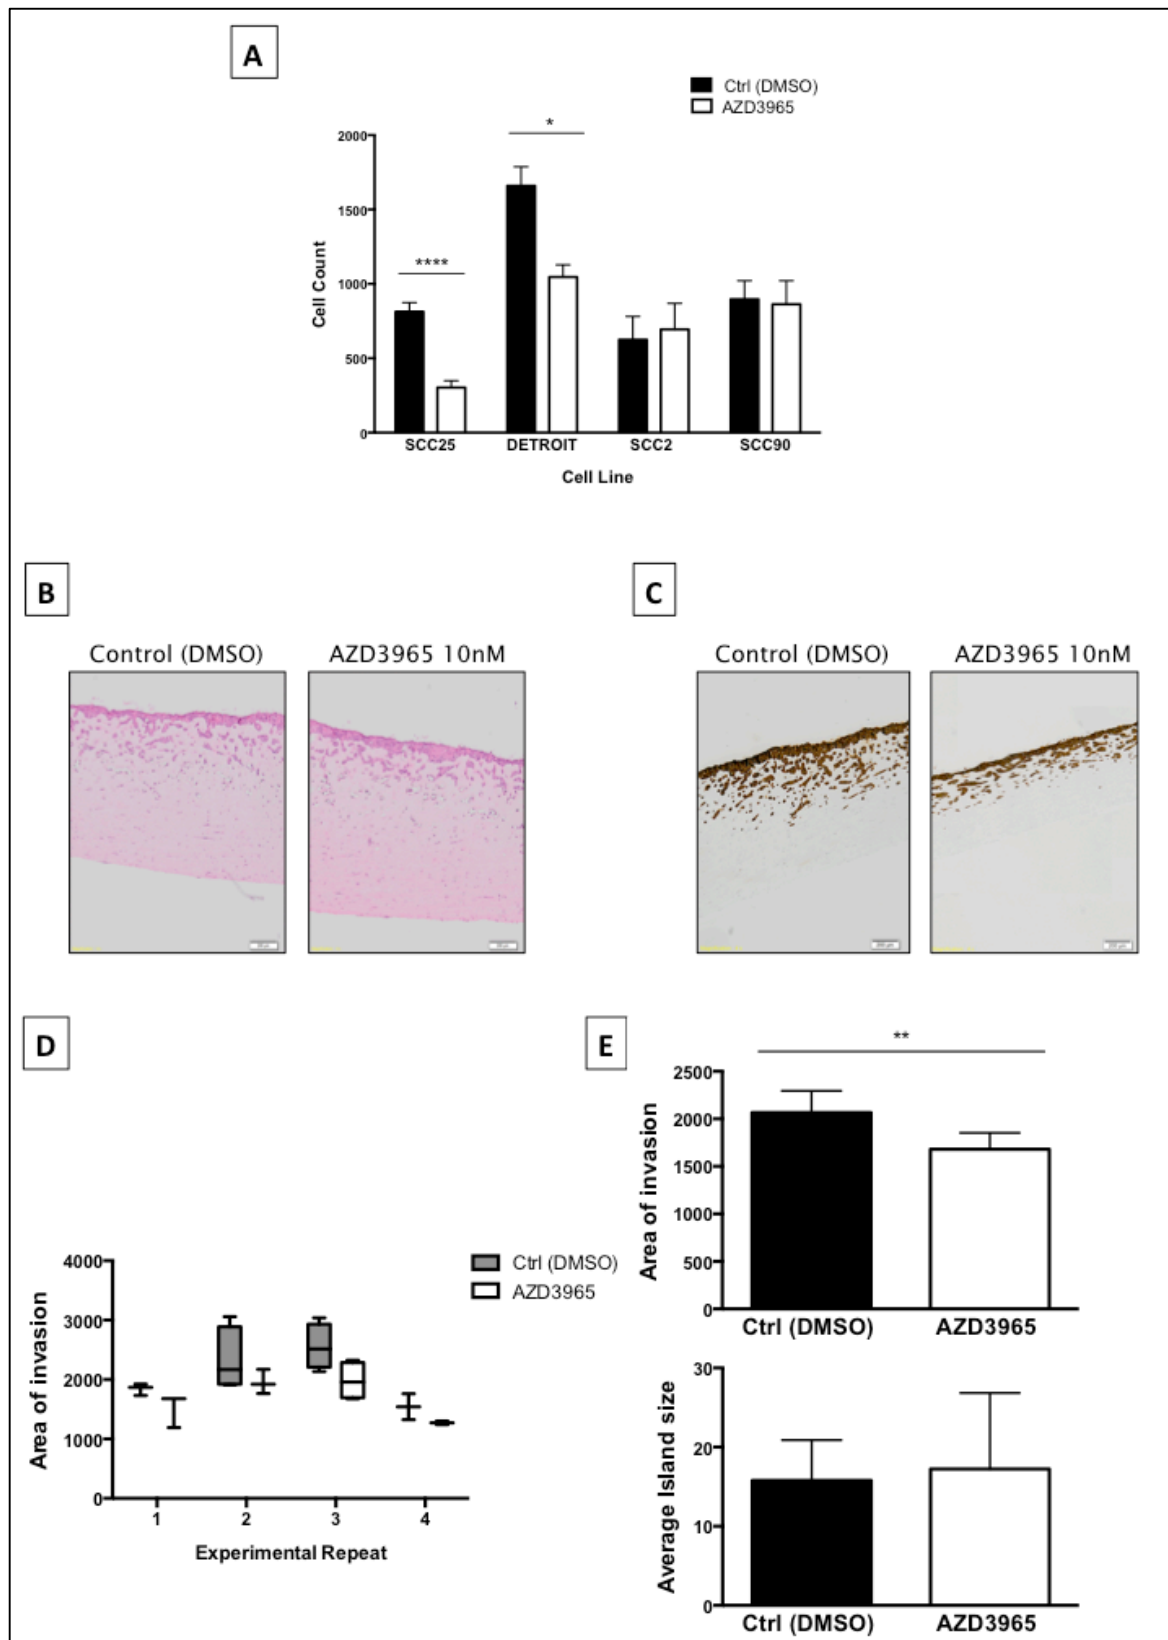 A
Ctrl (DMSO)
AZD3965
*
****
2000
1500
1000
500
0
Cell Count
SCC25 DETROIT SCC2 SCC90
Cell Line
B
Control (DMSO) AZD3965 10nM
C
Control (DMSO) AZD3965 10nM
D
Ctrl (DMSO)
AZD3965
4000
3000
2000
1000
0
Area of invasion
1 2 3 4
Experimental Repeat
E
**
2500
2000
1500
1000
500
0
Area of invasion
Ctrl (DMSO) AZD3965
30
20
10
0
Average Island size
Ctrl (DMSO) AZD3965